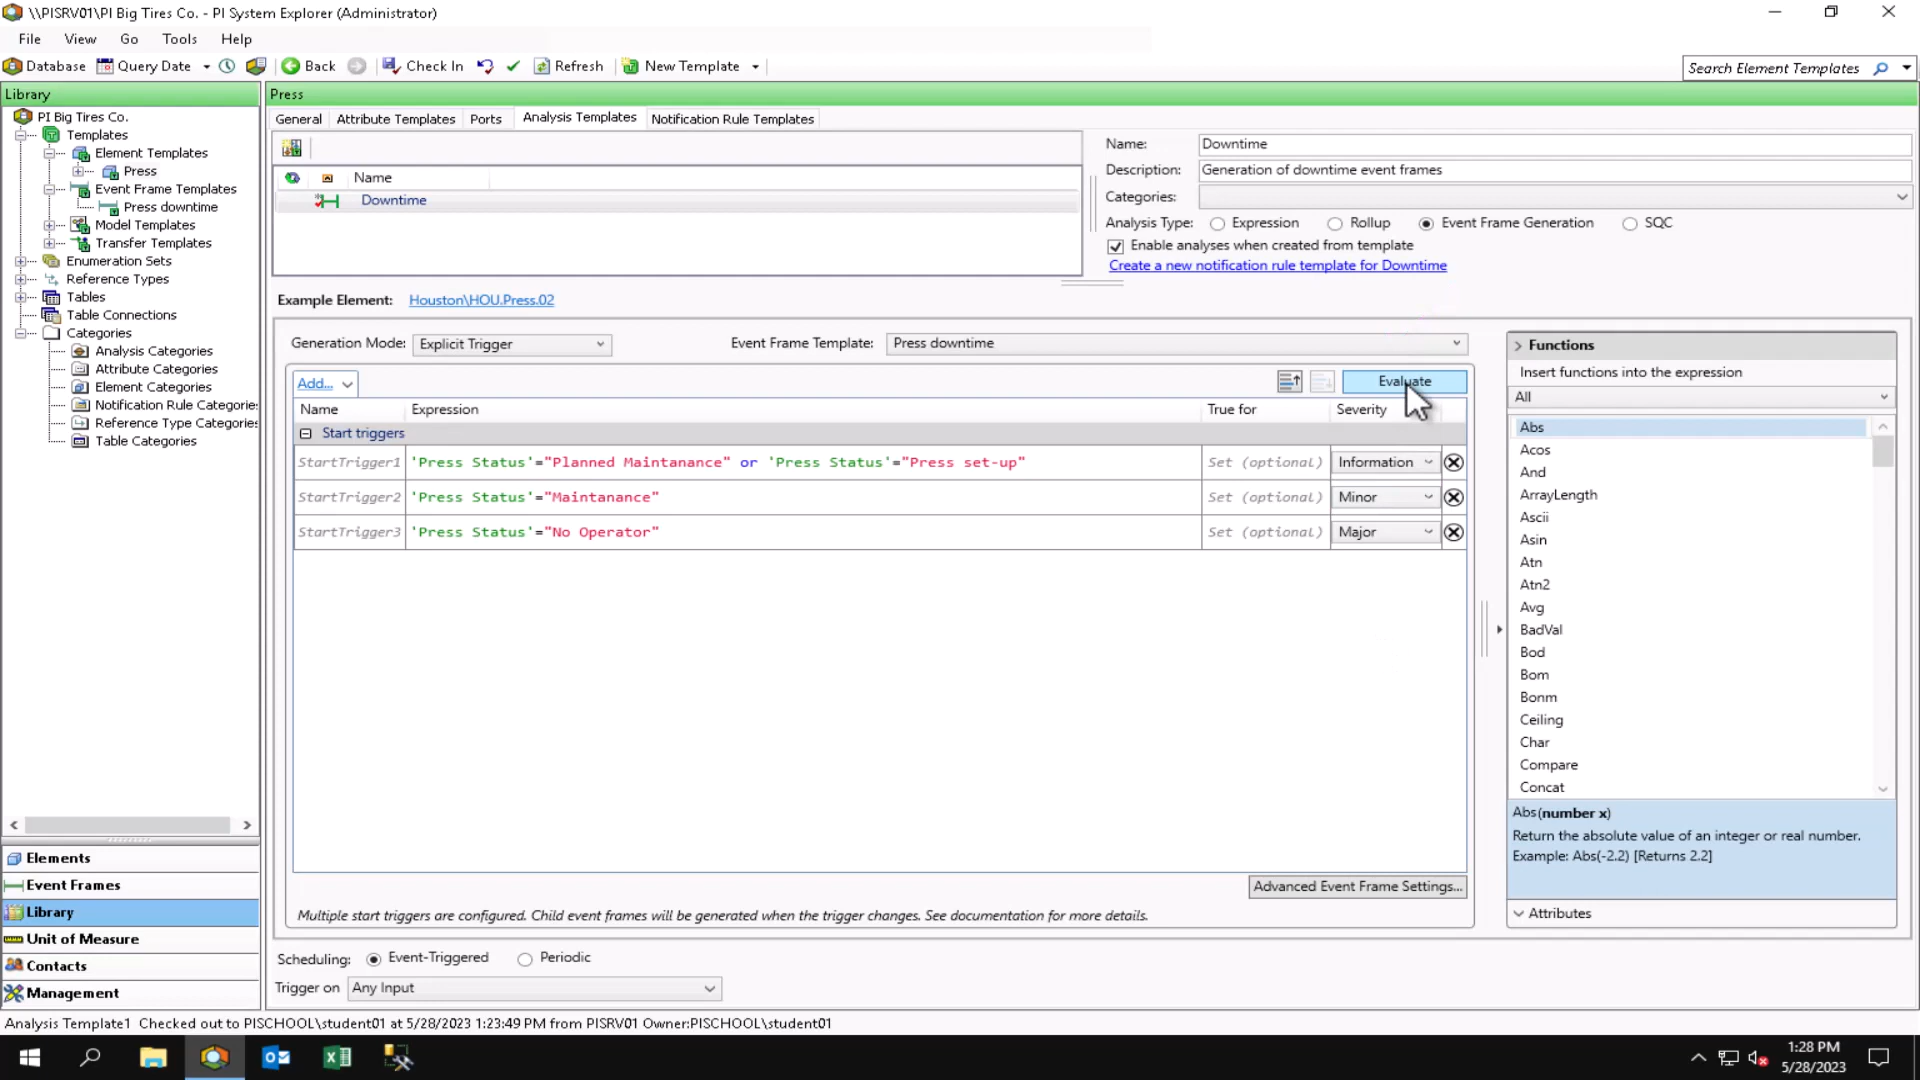 \\PISRV01\PI Big Tires Co. - PI System Explorer (Administrator)
File View Go Tools Help
Database Query Date Back Check In Refresh New Template
Search Element Templates
Library
PI Big Tires Co.
Templates
Element Templates
Press
Event Frame Templates
Press downtime
Model Templates
Transfer Templates
Enumeration Sets
Reference Types
Tables
Table Connections
Categories
Analysis Categories
Attribute Categories
Element Categories
Notification Rule Categorie
Reference Type Categorie
Table Categories
Elements
Event Frames
Library
Unit of Measure
Contacts
Management
Press
General Attribute Templates Ports Analysis Templates Notification Rule Templates
Name
Downtime
Name: Downtime
Description: Generation of downtime event frames
Categories:
Analysis Type: Expression Rollup Event Frame Generation SQC
Enable analyses when created from template
Create a new notification rule template for Downtime
Example Element: Houston\HOU.Press.02
Generation Mode: Explicit Trigger Event Frame Template: Press downtime
Add... Evaluate
Name Expression True for Severity
Start triggers
StartTrigger1 'Press Status'="Planned Maintanance" or 'Press Status'="Press set-up" Set (optional) Information
StartTrigger2 'Press Status'="Maintanance" Set (optional) Minor
StartTrigger3 'Press Status'="No Operator" Set (optional) Major
Advanced Event Frame Settings...
Multiple start triggers are configured. Child event frames will be generated when the trigger changes. See documentation for more details.
Scheduling: Event-Triggered Periodic
Trigger on Any Input
Functions
Insert functions into the expression
All
Abs
Acos
And
ArrayLength
Ascii
Asin
Atn
Atn2
Avg
BadVal
Bod
Bom
Bonm
Ceiling
Char
Compare
Concat
Abs(number x)
Return the absolute value of an integer or real number.
Example: Abs(-2.2) [Returns 2.2]
Attributes
Analysis Template1 Checked out to PISCHOOL\student01 at 5/28/2023 1:23:49 PM from PISRV01 Owner:PISCHOOL\student01
1:28 PM
5/28/2023